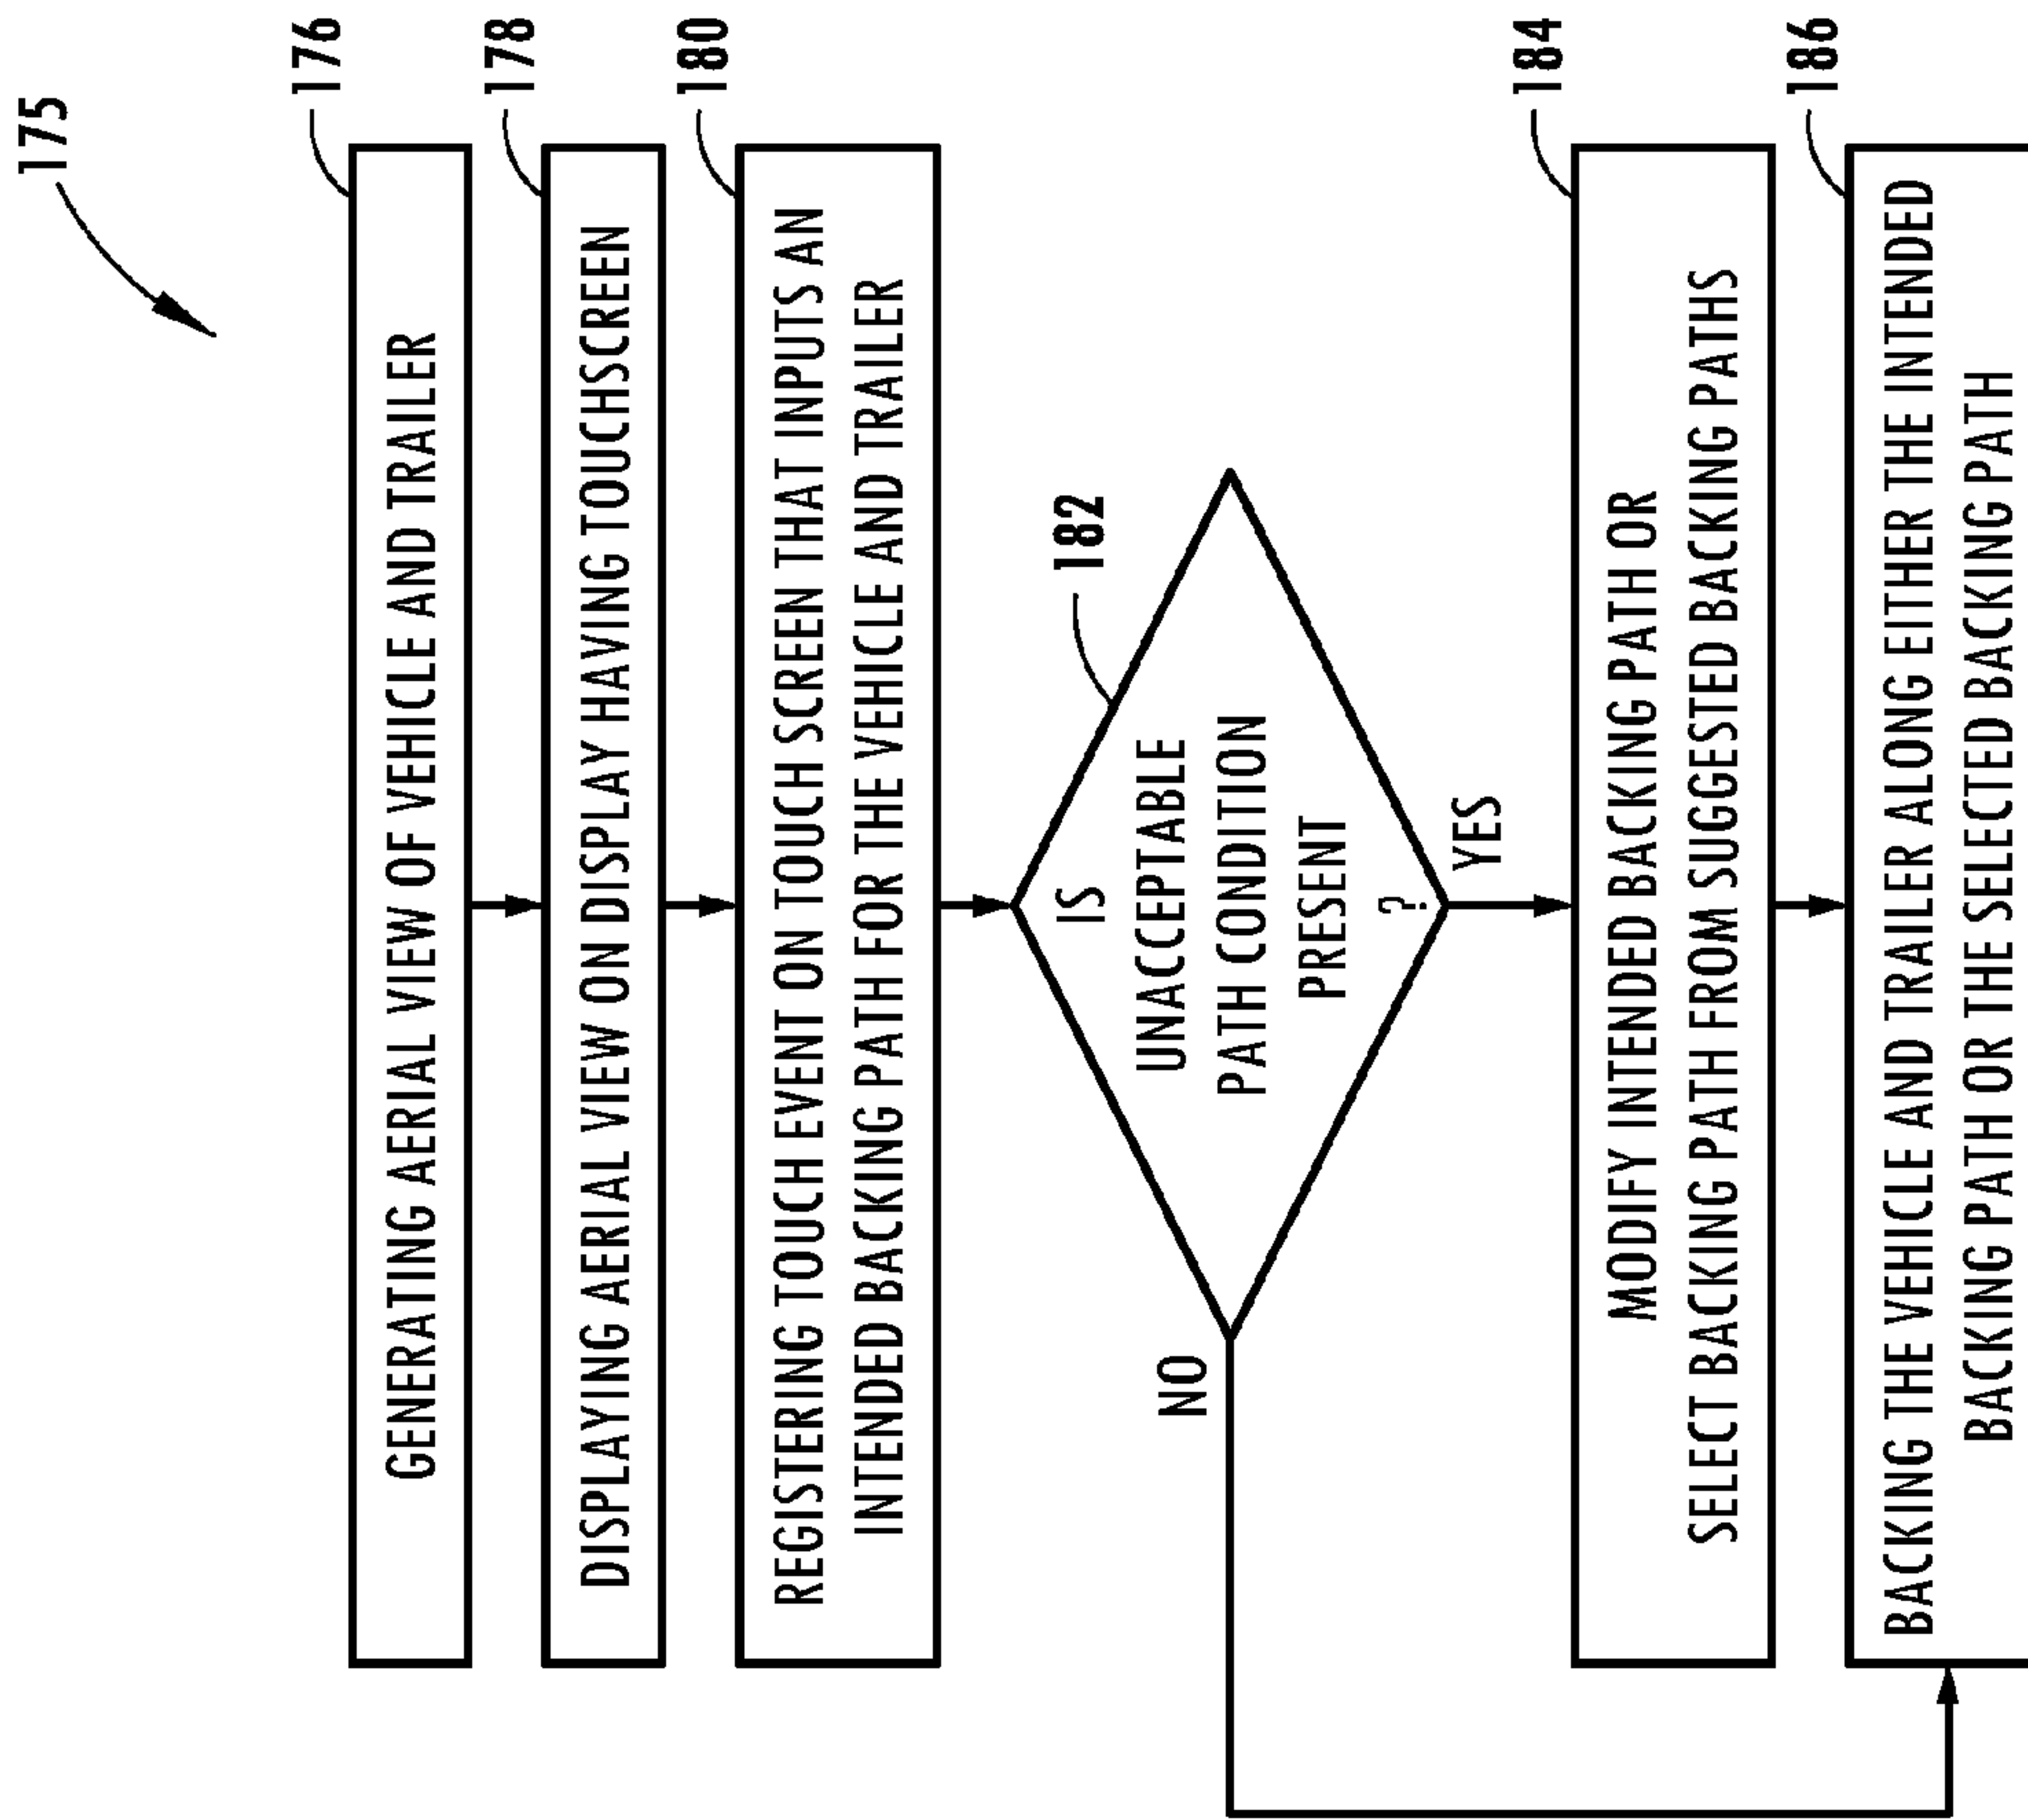 175
176
GENERATING AERIAL VIEW OF VEHICLE AND TRAILER
178
DISPLAYING AERIAL VIEW ON DISPLAY HAVING TOUCHSCREEN
180
REGISTERING TOUCH EVENT ON TOUCH SCREEN THAT INPUTS AN
INTENDED BACKING PATH FOR THE VEHICLE AND TRAILER
182
IS
UNACCEPTABLE
PATH CONDITION
PRESENT
?
NO
YES
184
MODIFY INTENDED BACKING PATH OR
SELECT BACKING PATH FROM SUGGESTED BACKING PATHS
186
BACKING THE VEHICLE AND TRAILER ALONG EITHER THE INTENDED
BACKING PATH OR THE SELECTED BACKING PATH